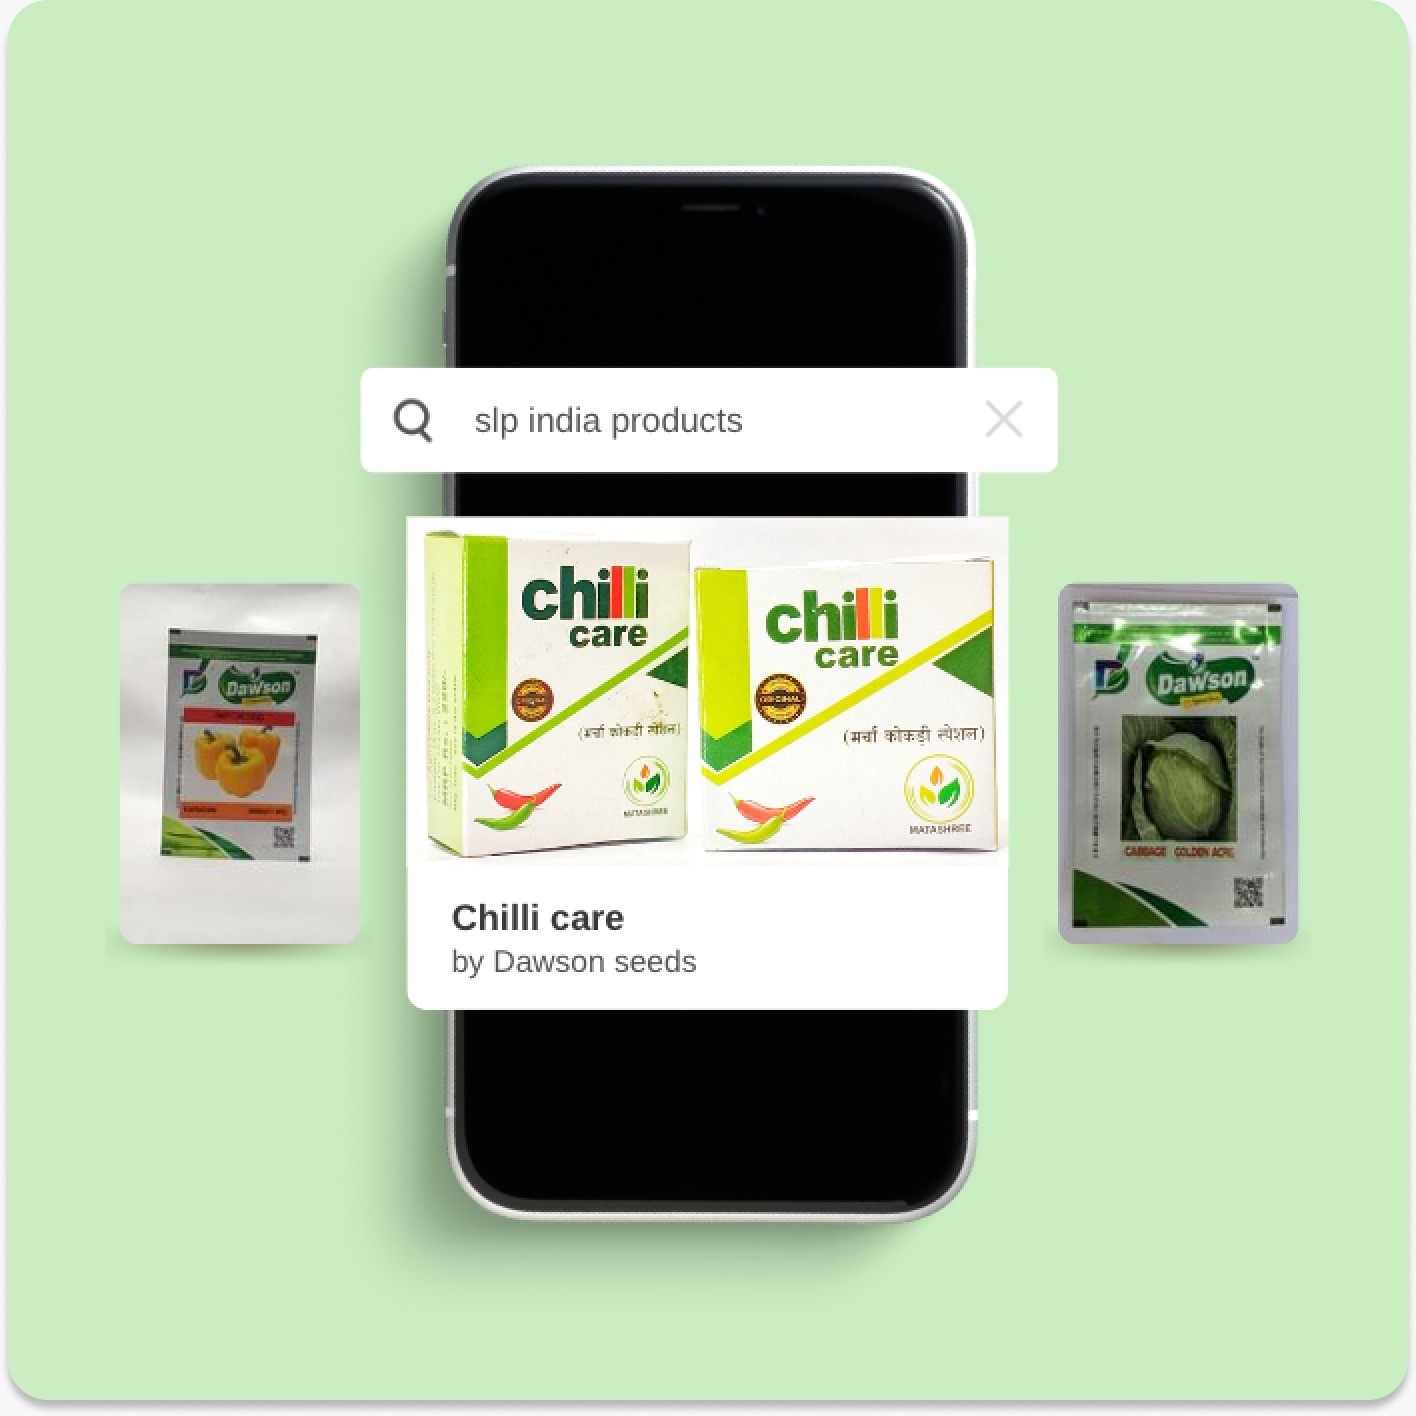 slp india products
chilli
care
ORIGINAL
(मर्चा कोकडी स्पेशल)
MATASHREE
chilli
care
ORIGINAL
(मर्चा कोकडी स्पेशल)
MATASHREE
Dawson
Dawson
CABBAGE GOLDEN ACRE
Chilli care
by Dawson seeds